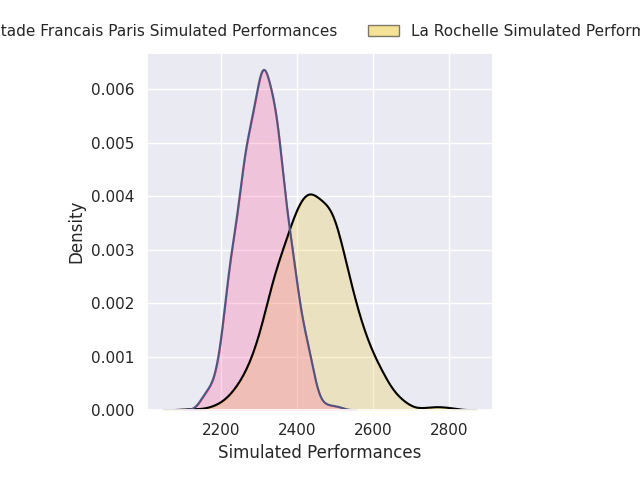 tade Francais Paris Simulated Performances
La Rochelle Simulated Perform
0.006
0.005
0.004
0.003
0.002
0.001
0.000
Density
2200 2400 2600 2800
Simulated Performances